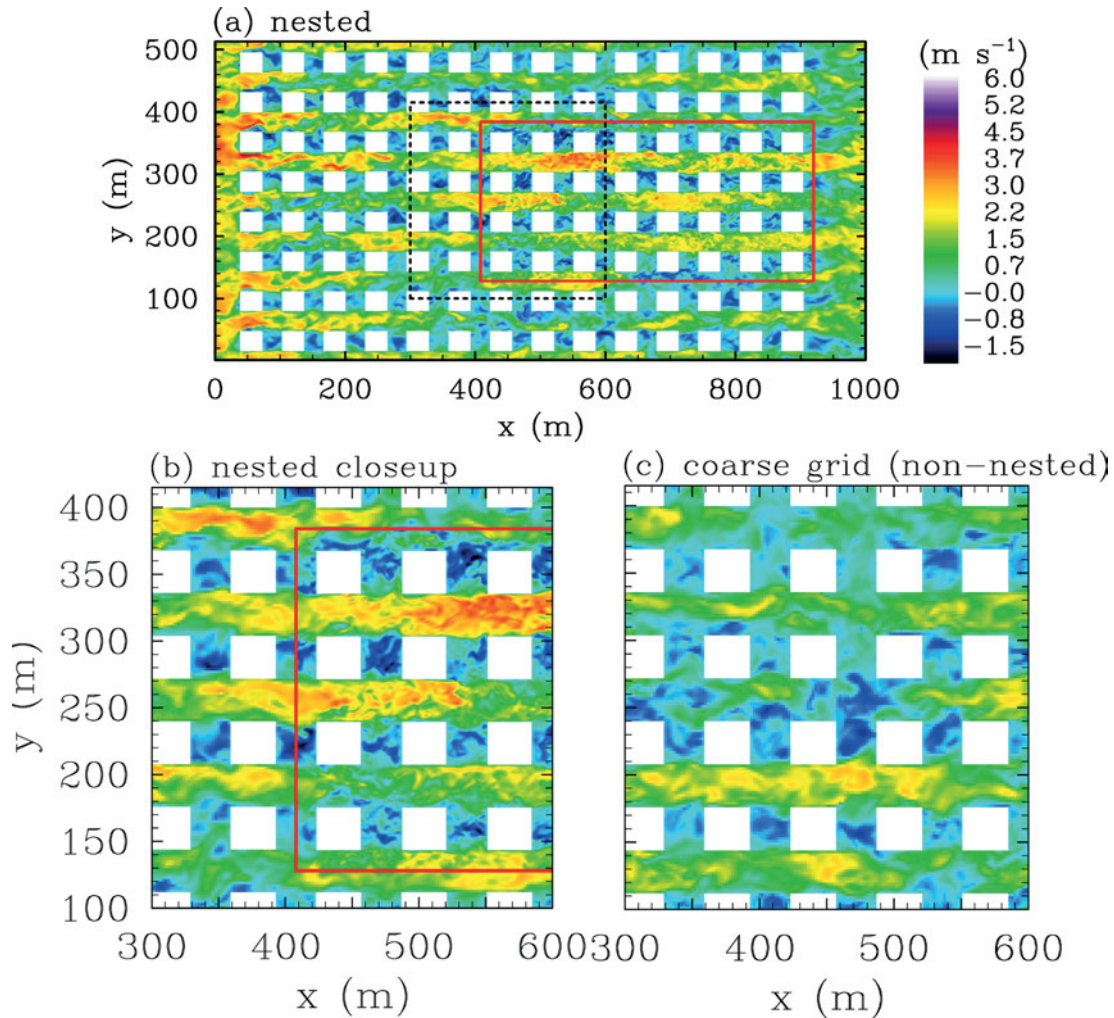 (a) nested
(m s⁻¹)
500
400
300
200
100
y (m)
0 200 400 600 800 1000
x (m)
6.0
5.2
4.5
3.7
3.0
2.2
1.5
0.7
−0.0
−0.8
−1.5
(b) nested closeup
400
350
300
250
200
150
100
y (m)
300 400 500 600
x (m)
(c) coarse grid (non−nested)
300 400 500 600
x (m)